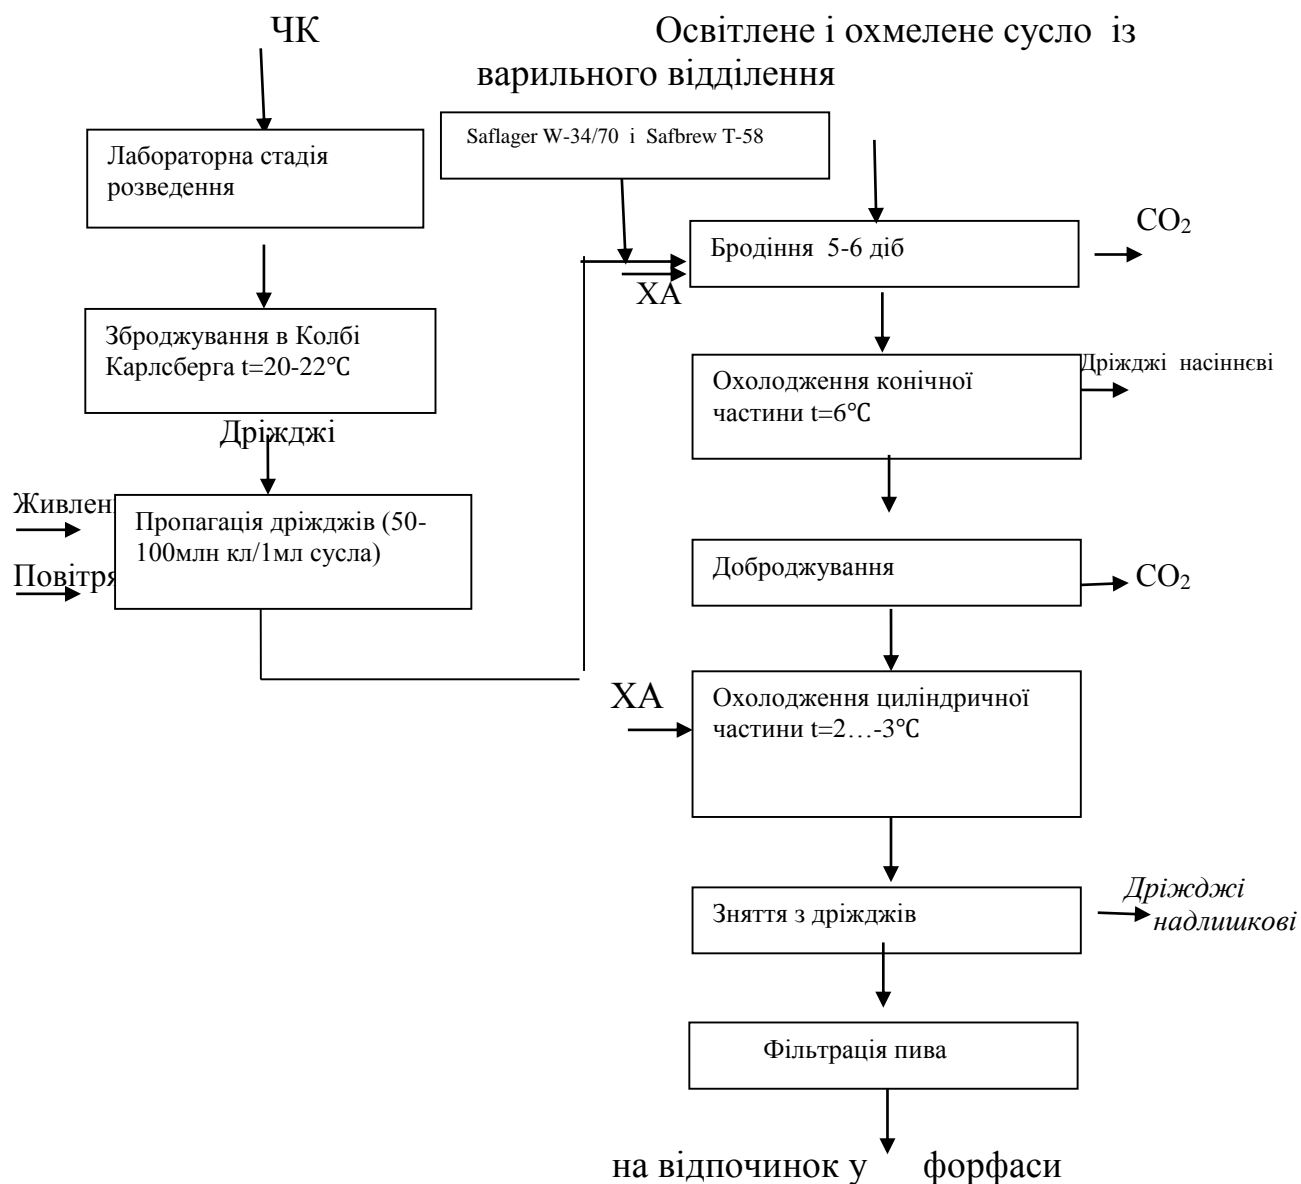 ЧК
Освітлене і охмелене сусло із
варильного відділення
Saflager W-34/70 і Safbrew T-58
Лабораторна стадія
розведення
Бродіння 5-6 діб
CO₂
ХА
Зброджування в Колбі
Карлсберга t=20-22℃
Охолодження конічної
частини t=6℃
Дріжджі насіннєві
Дріжджі
Живлен
Повітря
Пропагація дріжджів (50-
100млн кл/1мл сусла)
Доброджування
CO₂
ХА
Охолодження циліндричної
частини t=2…-3℃
Зняття з дріжджів
Дріжджі
надлишкові
Фільтрація пива
на відпочинок у форфаси